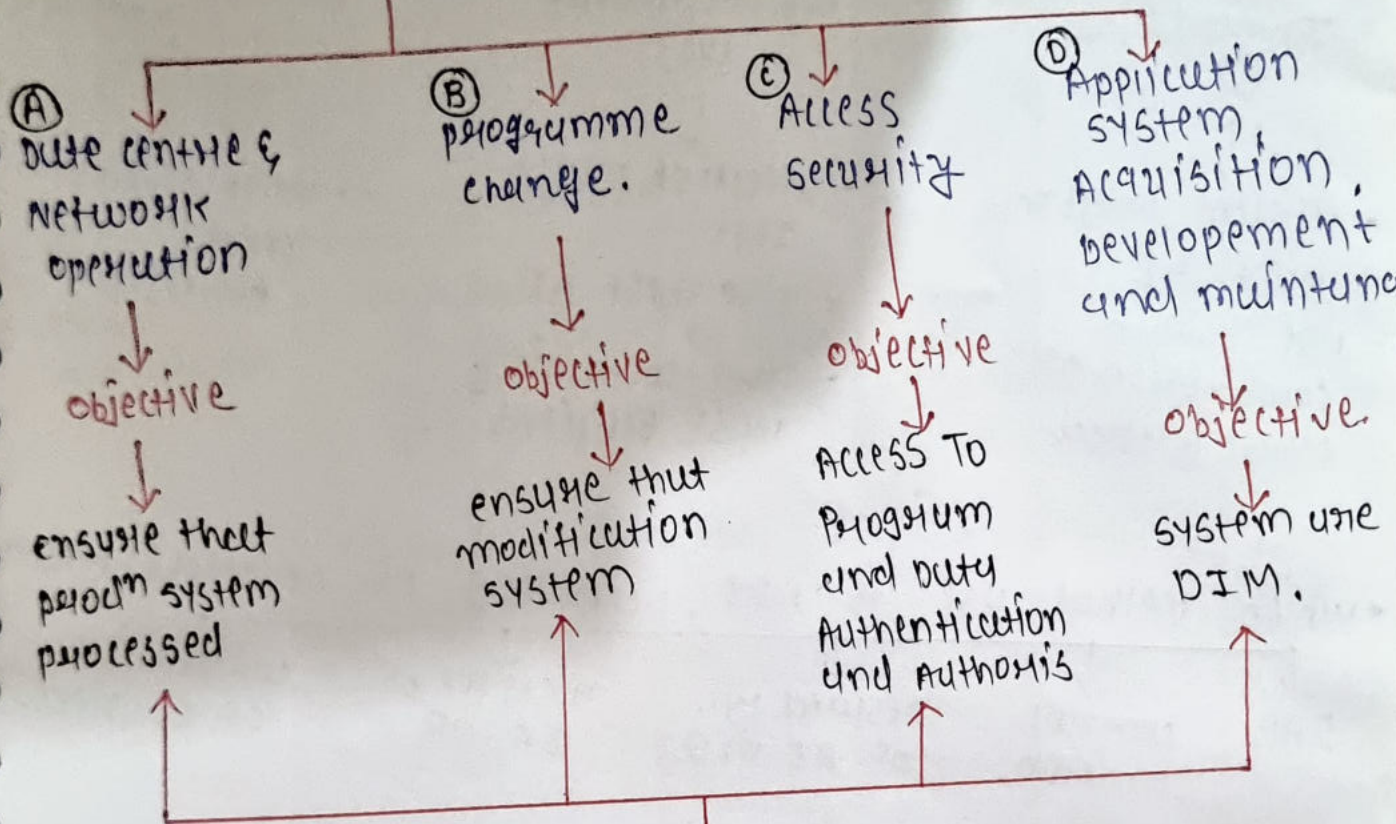 A
Data centre &
Network
operation
objective
ensure that
prodn system
processed
B
programme
change.
objective
ensure that
modification
system
C
Access
security
objective
Access To
Program
and Data
Authentication
and Authoris
D
Application
system,
Acquisition,
Developement
and maintanc
objective.
system are
DIM.